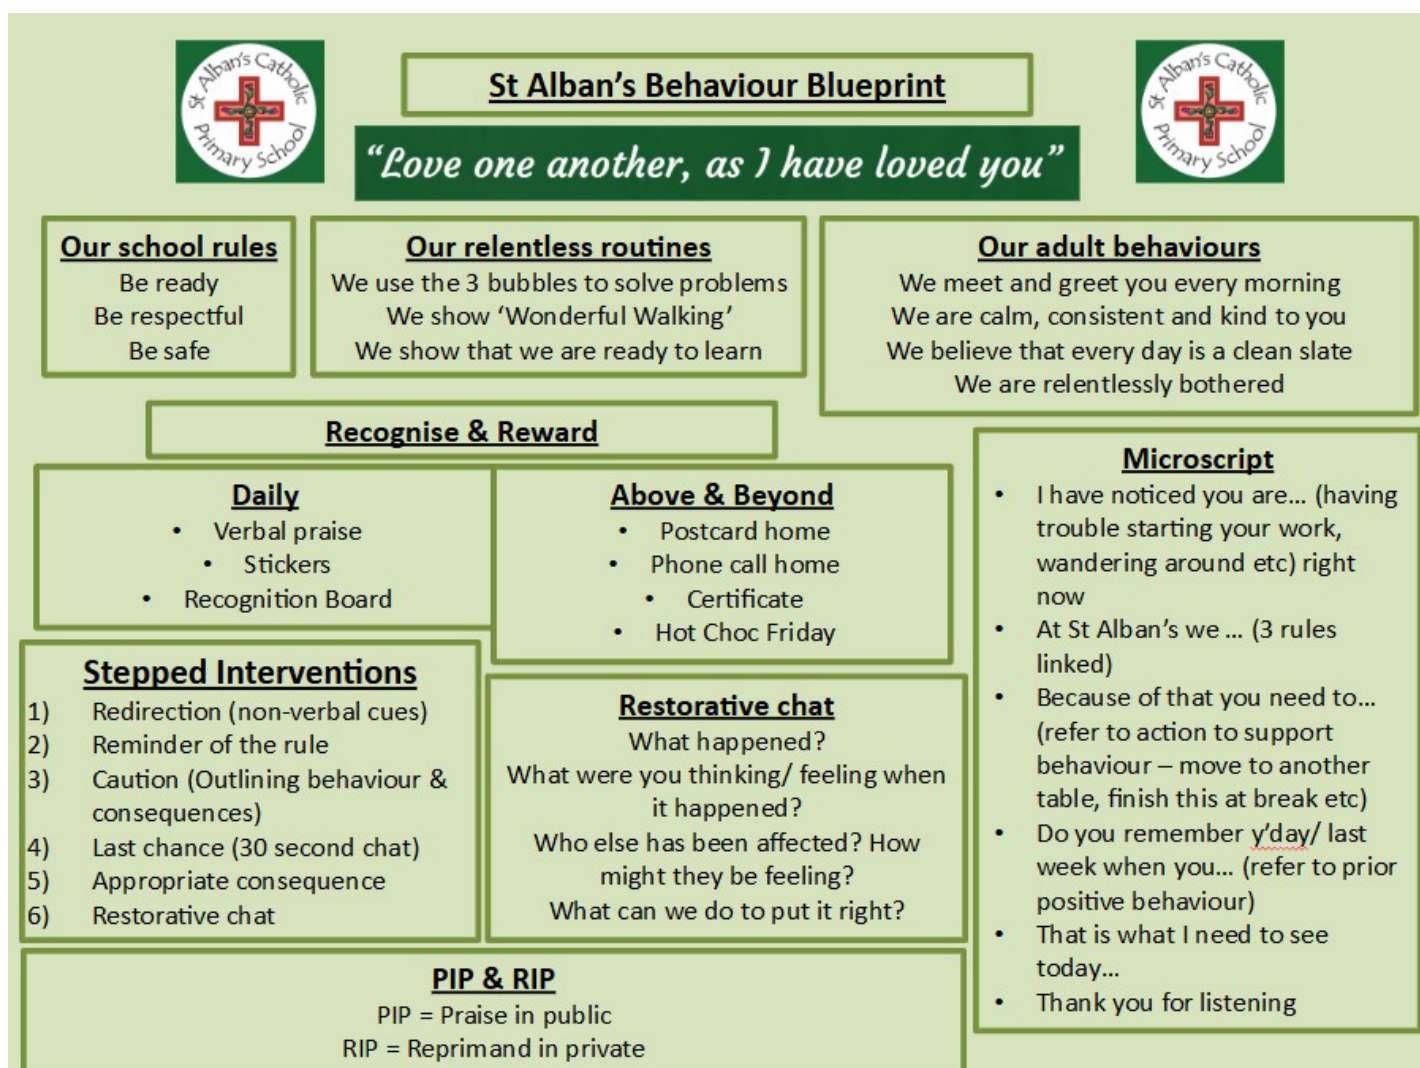 St Alban's Catholic
Primary School
St Alban's Behaviour Blueprint
St Alban's Catholic
Primary School
“Love one another, as I have loved you”
Our school rules
Be ready
Be respectful
Be safe
Our relentless routines
We use the 3 bubbles to solve problems
We show ‘Wonderful Walking’
We show that we are ready to learn
Our adult behaviours
We meet and greet you every morning
We are calm, consistent and kind to you
We believe that every day is a clean slate
We are relentlessly bothered
Recognise & Reward
Daily
• Verbal praise
• Stickers
• Recognition Board
Above & Beyond
• Postcard home
• Phone call home
• Certificate
• Hot Choc Friday
Microscript
• I have noticed you are... (having
trouble starting your work,
wandering around etc) right
now
• At St Alban’s we ... (3 rules
linked)
• Because of that you need to...
(refer to action to support
behaviour – move to another
table, finish this at break etc)
• Do you remember y’day/ last
week when you... (refer to prior
positive behaviour)
• That is what I need to see
today...
• Thank you for listening
Stepped Interventions
1) Redirection (non-verbal cues)
2) Reminder of the rule
3) Caution (Outlining behaviour &
consequences)
4) Last chance (30 second chat)
5) Appropriate consequence
6) Restorative chat
Restorative chat
What happened?
What were you thinking/ feeling when
it happened?
Who else has been affected? How
might they be feeling?
What can we do to put it right?
PIP & RIP
PIP = Praise in public
RIP = Reprimand in private